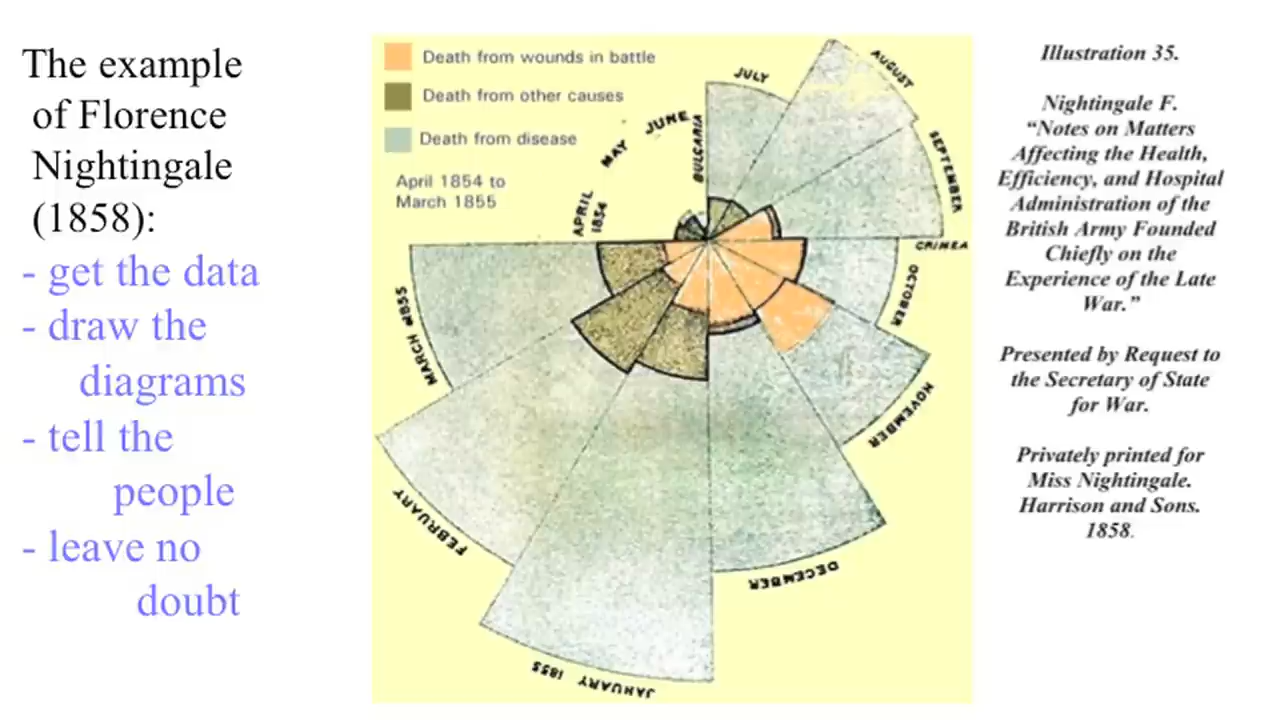 The example
of Florence
Nightingale
(1858):
- get the data
- draw the
diagrams
- tell the
people
- leave no
doubt
Death from wounds in battle
Death from other causes
Death from disease
April 1854 to
March 1855
APRIL
1854
MAY
JUNE
BULGARIA
JULY
AUGUST
SEPTEMBER
CRIMEA
OCTOBER
NOVEMBER
DECEMBER
JANUARY 1855
FEBRUARY
MARCH 1855
Illustration 35.
Nightingale F.
“Notes on Matters
Affecting the Health,
Efficiency, and Hospital
Administration of the
British Army Founded
Chiefly on the
Experience of the Late
War.”
Presented by Request to
the Secretary of State
for War.
Privately printed for
Miss Nightingale.
Harrison and Sons.
1858.